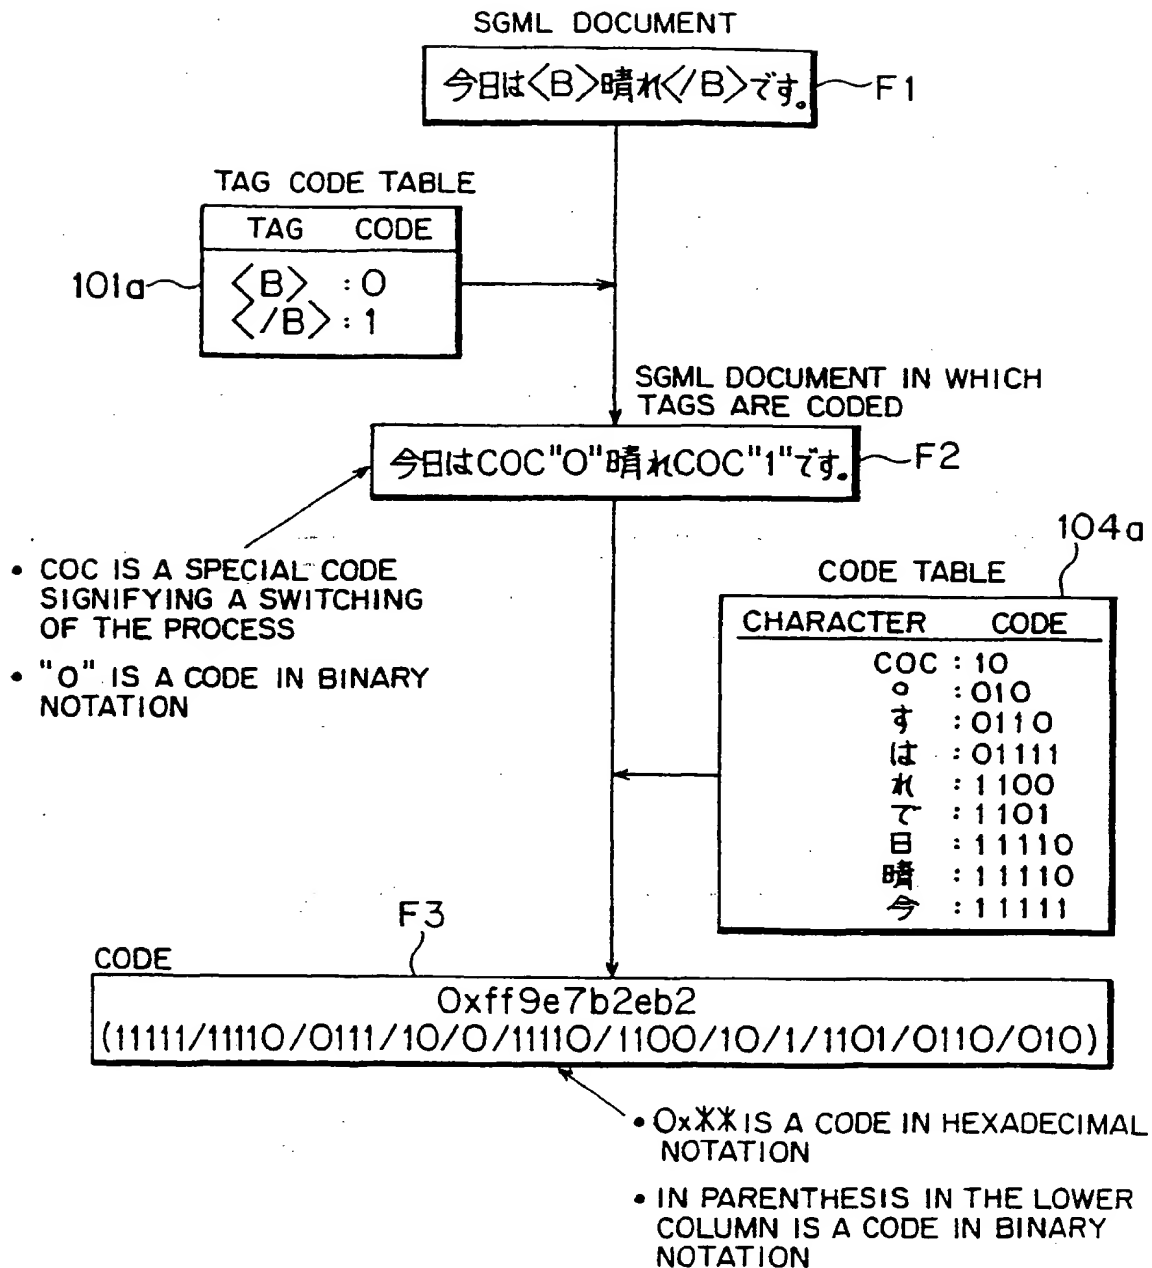 SGML DOCUMENT
今日は<B>晴れ</B>です。
F1
TAG CODE TABLE
TAG CODE
<B> : 0
</B> : 1
101a
SGML DOCUMENT IN WHICH
TAGS ARE CODED
今日はCOC"0"晴れCOC"1"です。
F2
• COC IS A SPECIAL CODE
SIGNIFYING A SWITCHING
OF THE PROCESS
• "0" IS A CODE IN BINARY
NOTATION
104a
CODE TABLE
CHARACTER CODE
COC : 10
。 : 010
す : 0110
は : 01111
れ : 1100
で : 1101
日 : 11110
晴 : 11110
今 : 11111
F3
CODE
0xff9e7b2eb2
(11111/11110/0111/10/0/11110/1100/10/1/1101/0110/010)
• 0x** IS A CODE IN HEXADECIMAL
NOTATION
• IN PARENTHESIS IN THE LOWER
COLUMN IS A CODE IN BINARY
NOTATION